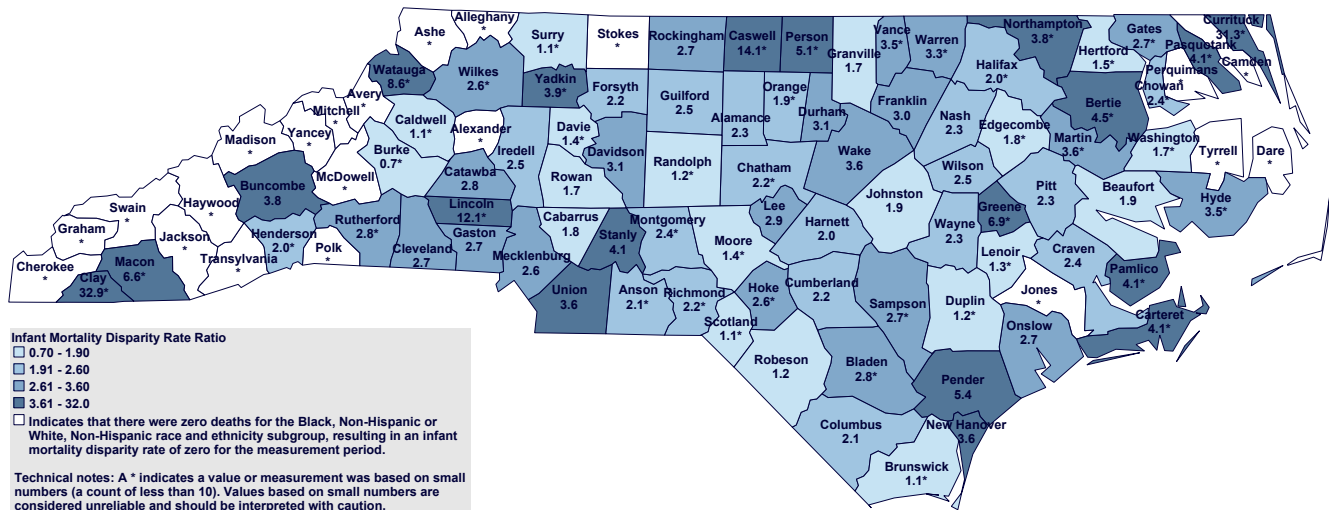 Ashe
*
Alleghany
*
Surry
1.1*
Stokes
*
Rockingham
2.7
Caswell
14.1*
Person
5.1*
Granville
1.7
Vance
3.5*
Warren
3.3*
Northampton
3.8*
Hertford
1.5*
Gates
2.7*
Currituck
31.3*
Pasquotank
4.1*
Camden
*
Perquimans
*
Chowan
2.4*
Watauga
8.6*
Wilkes
2.6*
Yadkin
3.9*
Forsyth
2.2
Guilford
2.5
Alamance
2.3
Orange
1.9*
Durham
3.1
Franklin
3.0
Halifax
2.0*
Nash
2.3
Edgecombe
1.8*
Bertie
4.5*
Martin
3.6*
Washington
1.7*
Tyrrell
*
Dare
*
Avery
*
Mitchell
*
Yancey
*
Madison
*
Caldwell
1.1*
Alexander
*
Davie
1.4*
Iredell
2.5
Davidson
3.1
Randolph
1.2*
Chatham
2.2*
Wake
3.6
Wilson
2.5
Pitt
2.3
Beaufort
1.9
Hyde
3.5*
Burke
0.7*
McDowell
*
Buncombe
3.8
Haywood
*
Swain
*
Graham
*
Cherokee
*
Clay
32.9*
Macon
6.6*
Jackson
*
Transylvania
*
Henderson
2.0*
Polk
*
Rutherford
2.8*
Cleveland
2.7
Catawba
2.8
Lincoln
12.1*
Gaston
2.7
Mecklenburg
2.6
Rowan
1.7
Cabarrus
1.8
Stanly
4.1
Montgomery
2.4*
Moore
1.4*
Lee
2.9
Harnett
2.0
Johnston
1.9
Wayne
2.3
Greene
6.9*
Lenoir
1.3*
Craven
2.4
Pamlico
4.1*
Jones
*
Carteret
4.1*
Onslow
2.7
Duplin
1.2*
Sampson
2.7*
Cumberland
2.2
Hoke
2.6*
Scotland
1.1*
Richmond
2.2*
Anson
2.1*
Union
3.6
Robeson
1.2
Bladen
2.8*
Pender
5.4
New Hanover
3.6
Columbus
2.1
Brunswick
1.1*
Infant Mortality Disparity Rate Ratio
0.70 - 1.90
1.91 - 2.60
2.61 - 3.60
3.61 - 32.0
Indicates that there were zero deaths for the Black, Non-Hispanic or
White, Non-Hispanic race and ethnicity subgroup, resulting in an infant
mortality disparity rate of zero for the measurement period.
Technical notes: A * indicates a value or measurement was based on small
numbers (a count of less than 10). Values based on small numbers are
considered unreliable and should be interpreted with caution.